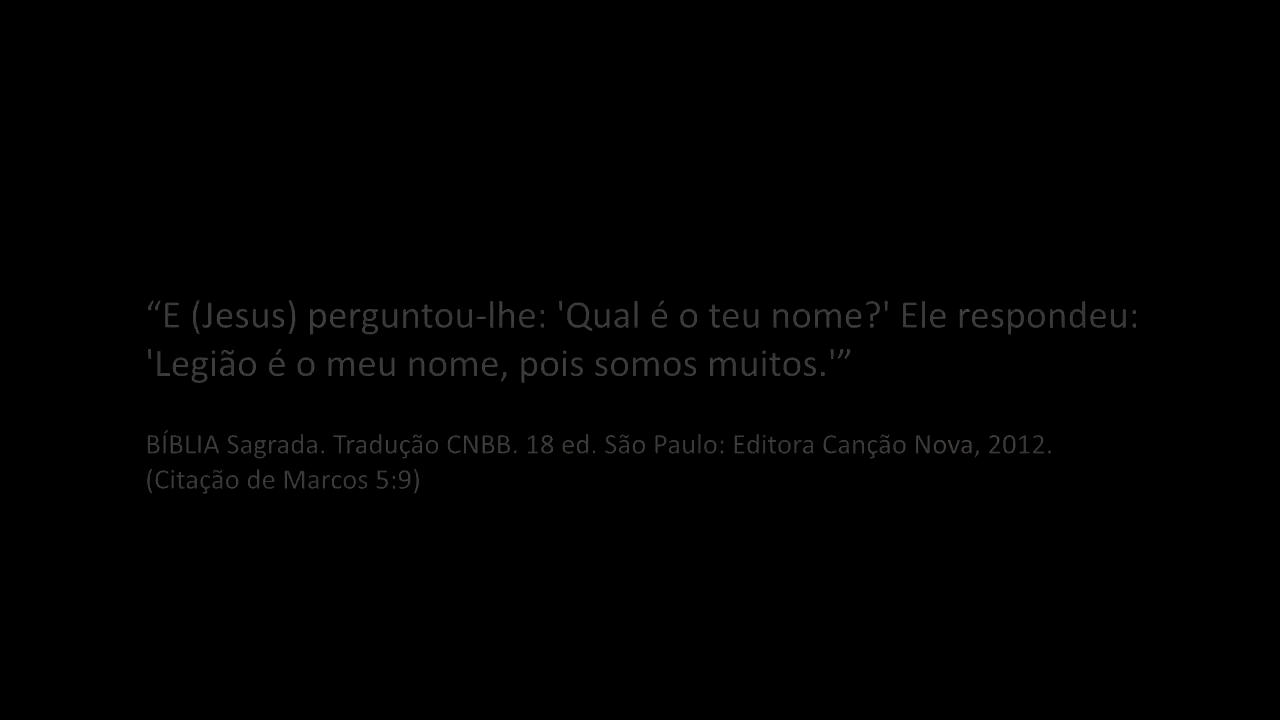 “E (Jesus) perguntou-lhe: 'Qual é o teu nome?' Ele respondeu:
'Legião é o meu nome, pois somos muitos.'”
BÍBLIA Sagrada. Tradução CNBB. 18 ed. São Paulo: Editora Canção Nova, 2012.
(Citação de Marcos 5:9)